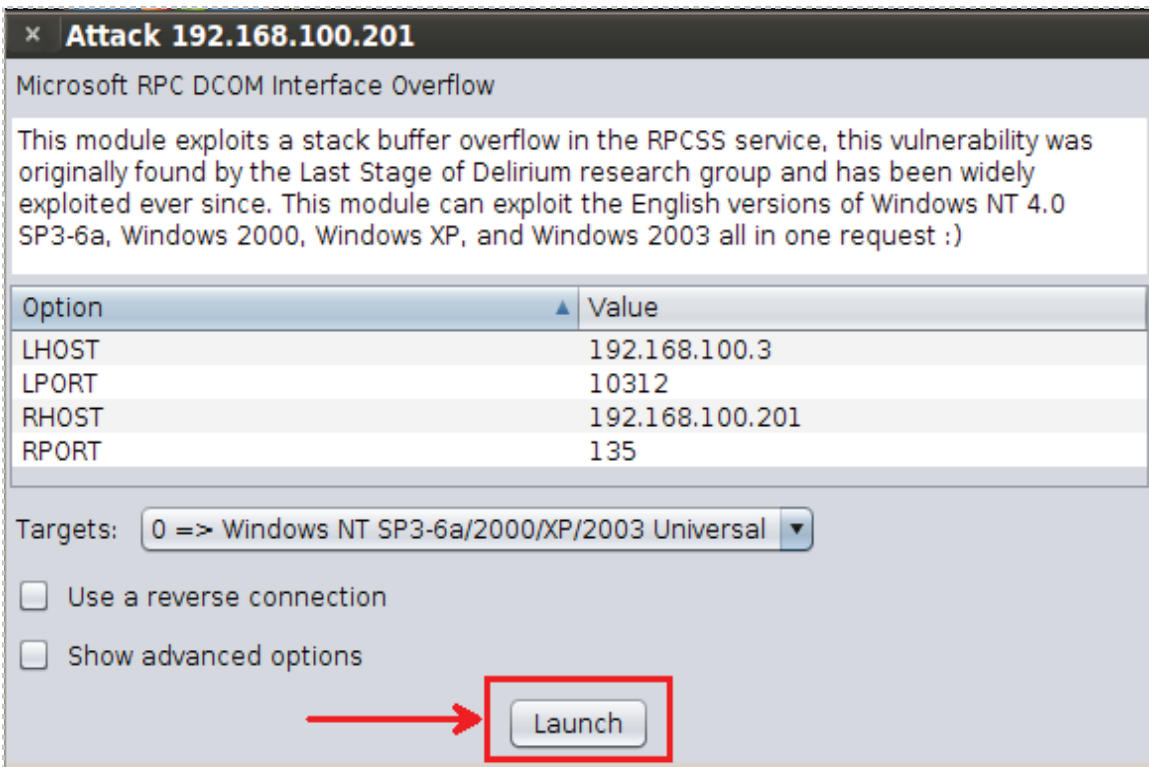 × Attack 192.168.100.201
Microsoft RPC DCOM Interface Overflow
This module exploits a stack buffer overflow in the RPCSS service, this vulnerability was
originally found by the Last Stage of Delirium research group and has been widely
exploited ever since. This module can exploit the English versions of Windows NT 4.0
SP3-6a, Windows 2000, Windows XP, and Windows 2003 all in one request :)
Option Value
LHOST 192.168.100.3
LPORT 10312
RHOST 192.168.100.201
RPORT 135
Targets: 0 => Windows NT SP3-6a/2000/XP/2003 Universal
Use a reverse connection
Show advanced options
Launch